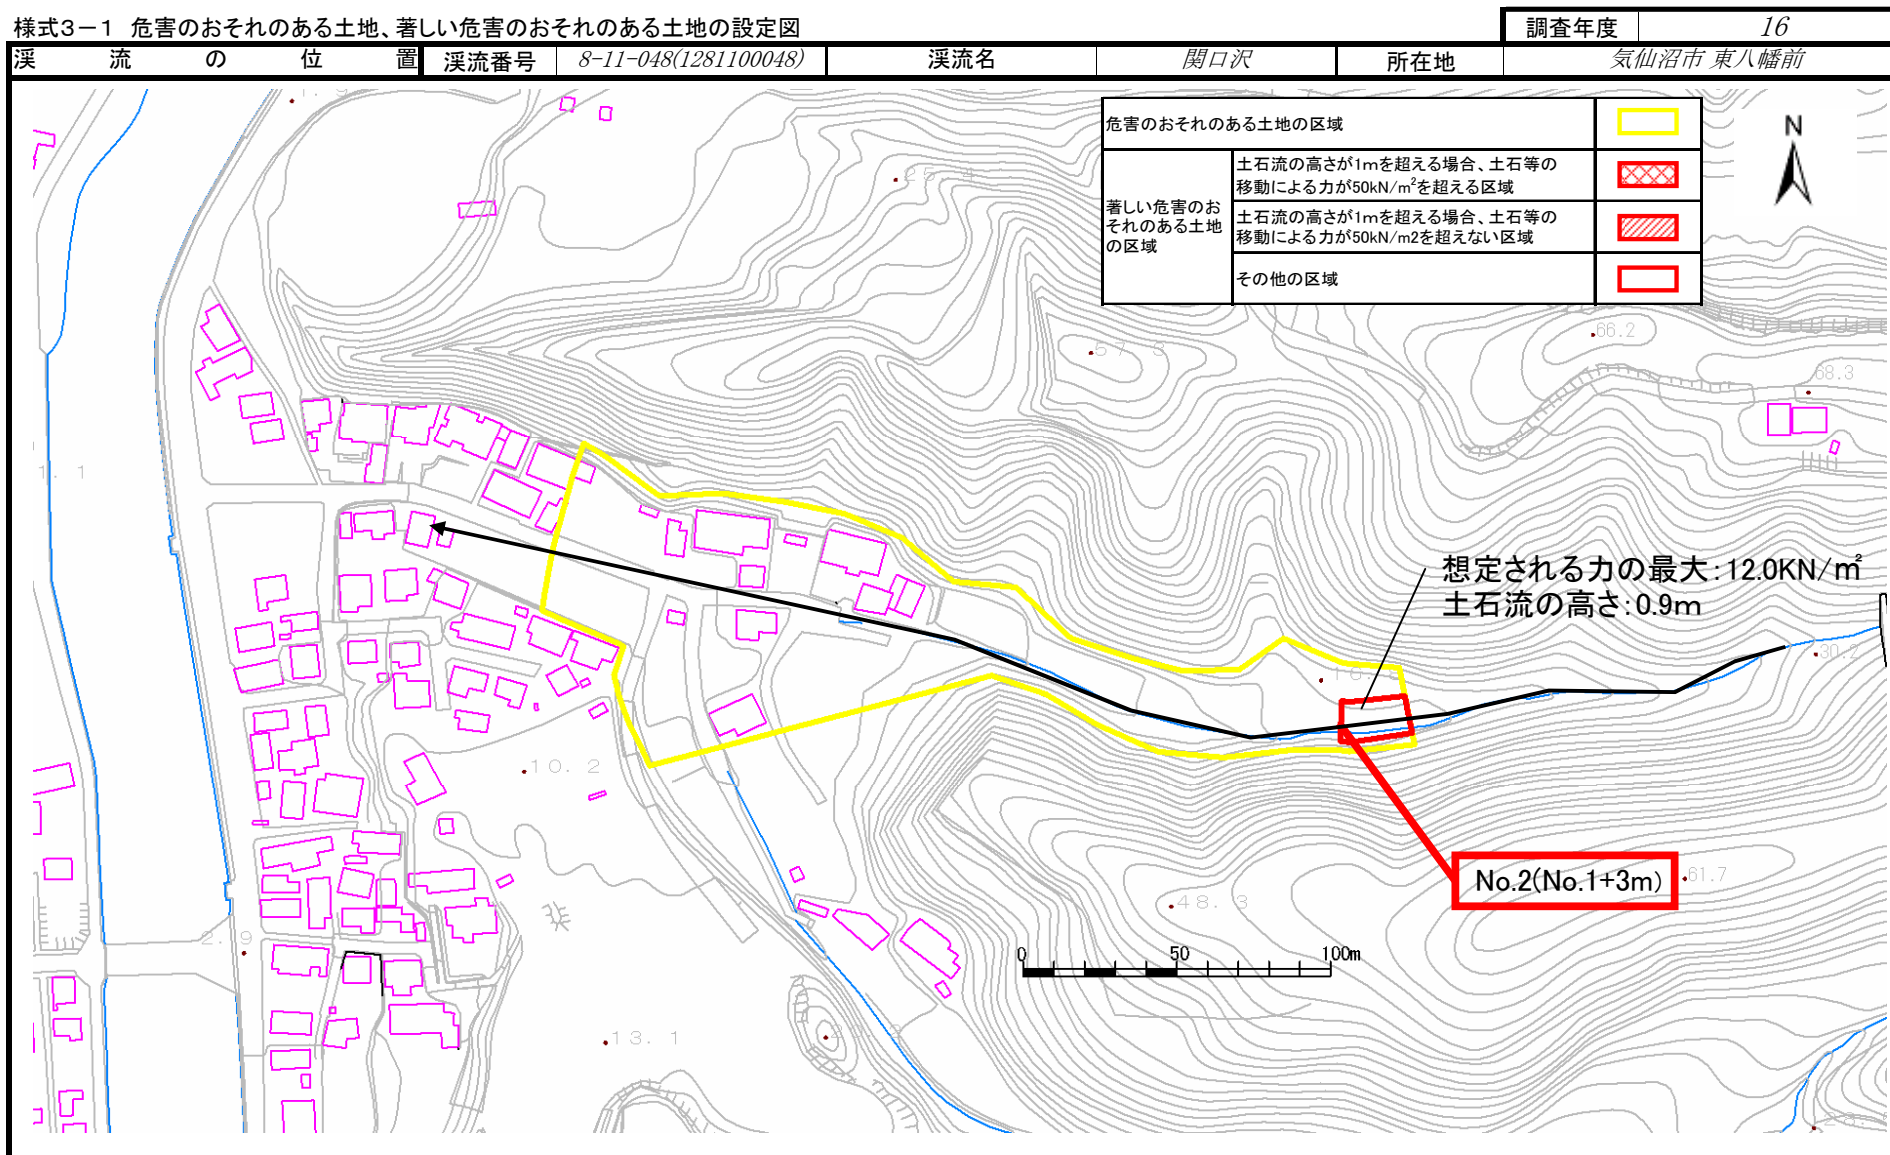 様式3－1 危害のおそれのある土地、著しい危害のおそれのある土地の設定図
調査年度 16
渓流の位置 渓流番号 8-11-048(1281100048) 渓流名 関口沢 所在地 気仙沼市 東八幡前
危害のおそれのある土地の区域
著しい危害のお
それのある土地
の区域
土石流の高さが1mを超える場合、土石等の
移動による力が50kN/m²を超える区域
土石流の高さが1mを超える場合、土石等の
移動による力が50kN/m2を超えない区域
その他の区域
N
25.4
57.3
66.2
68.3
1.1
想定される力の最大:12.0KN/㎡
土石流の高さ:0.9m
30.2
10.2
No.2(No.1+3m)
61.7
48.3
2.9
0 50 100m
13.1